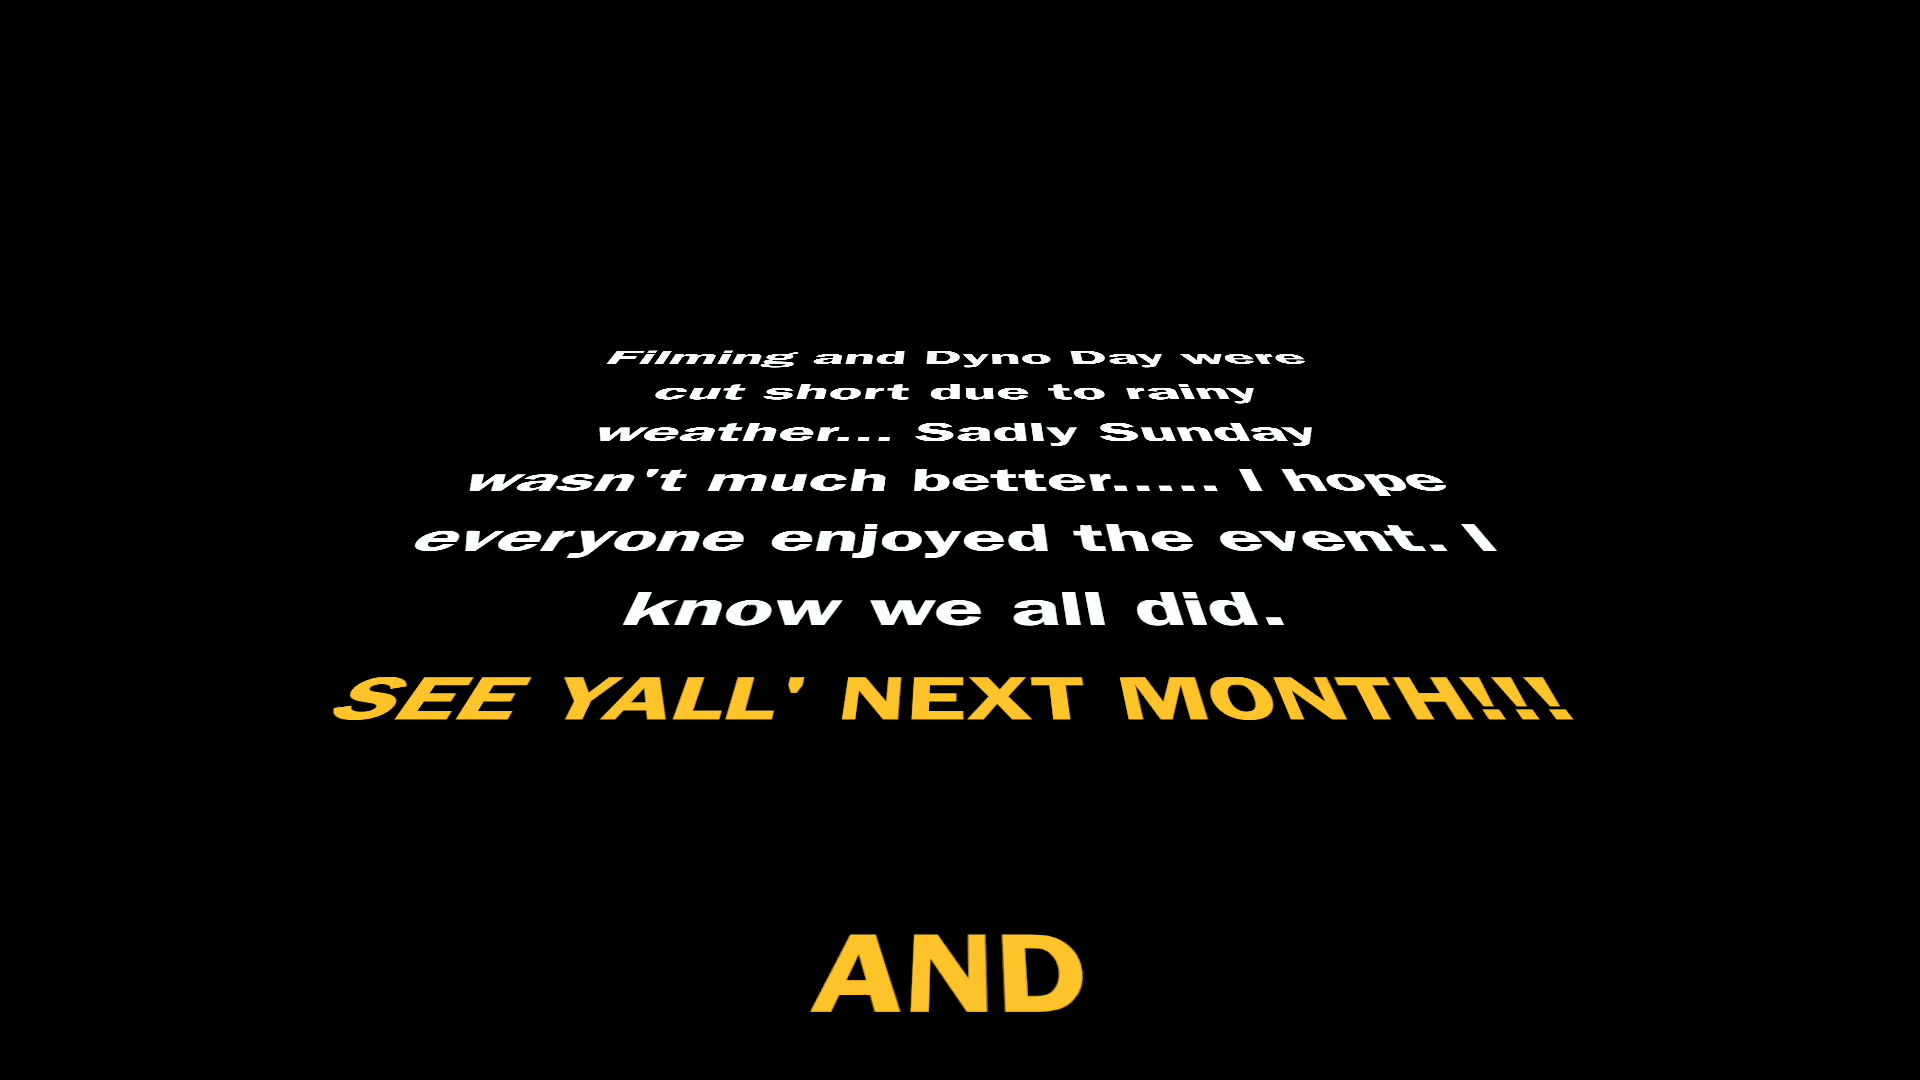 Filming and Dyno Day were
cut short due to rainy
weather... Sadly Sunday
wasn't much better..... I hope
everyone enjoyed the event. I
know we all did.
SEE YALL' NEXT MONTH!!!
AND